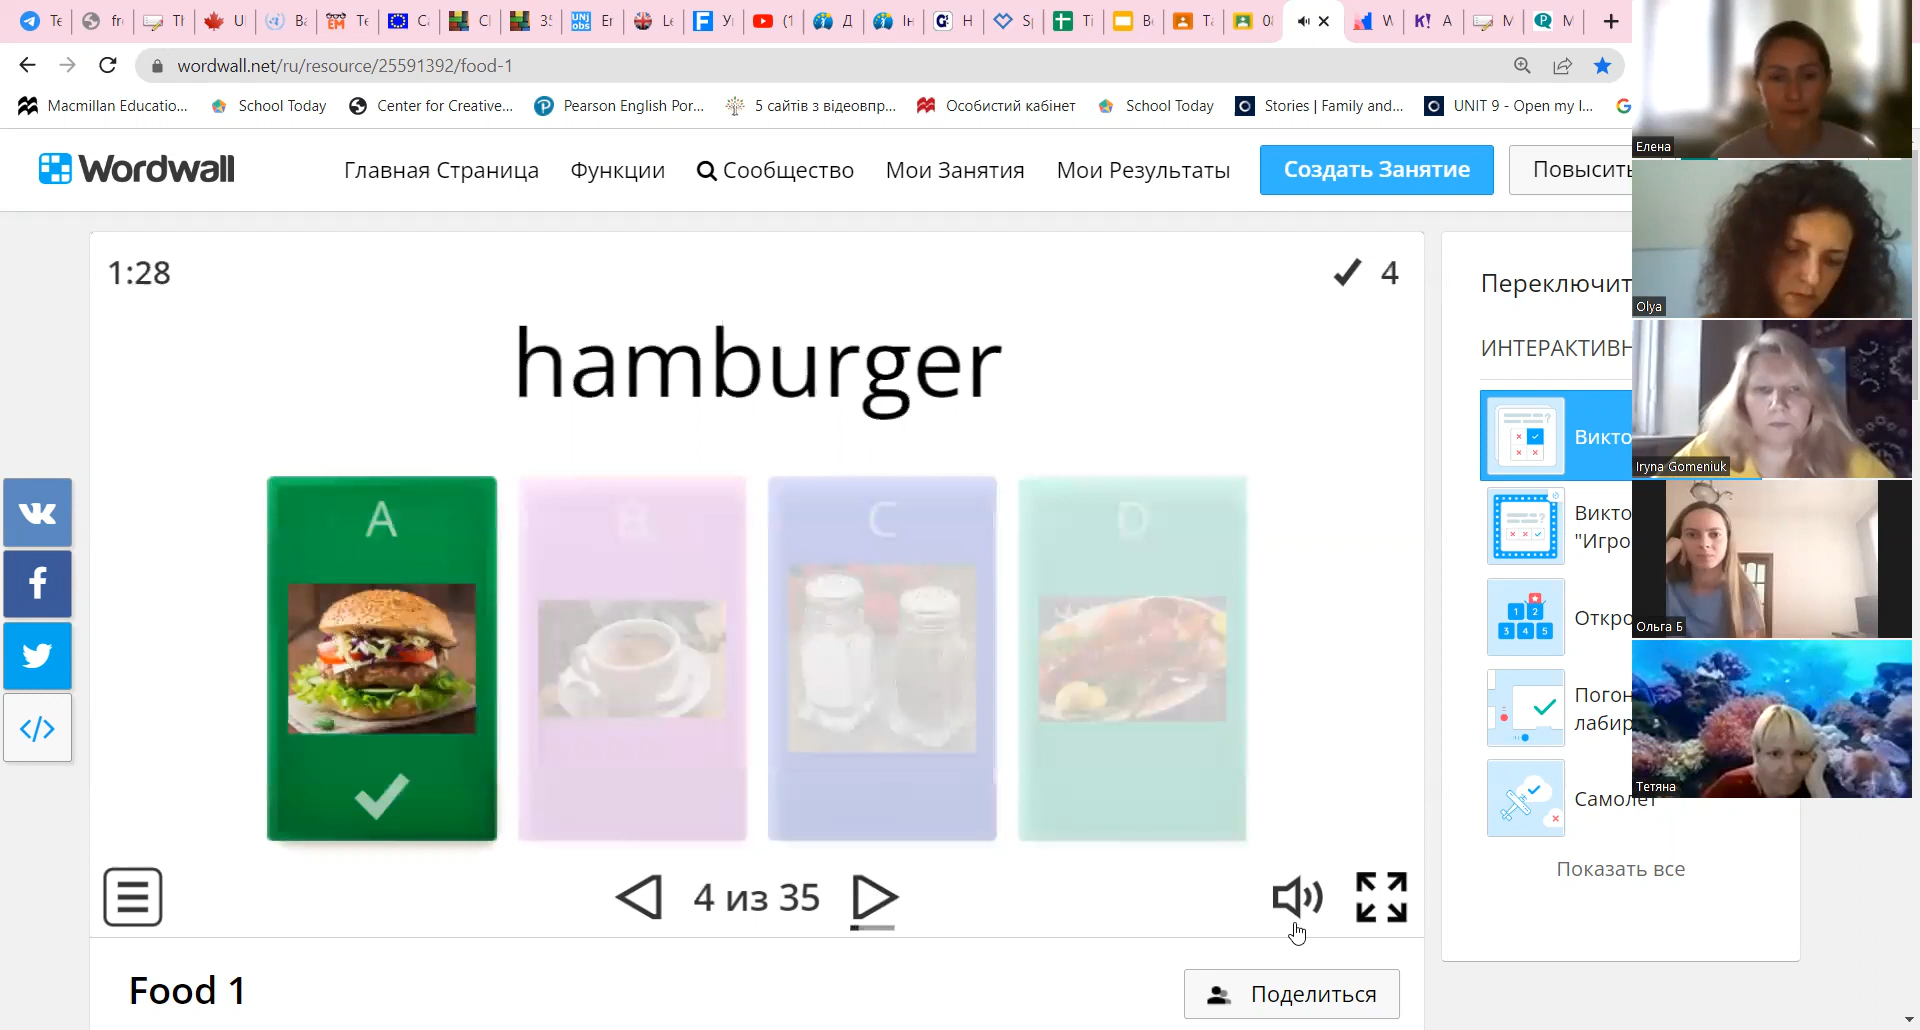 wordwall.net/ru/resource/25591392/food-1
Macmillan Educatio...
School Today
Center for Creative...
Pearson English Por...
5 сайтів з відеовпр...
Особистий кабінет
School Today
Stories | Family and...
UNIT 9 - Open my l...
Wordwall
Главная Страница
Функции
Сообщество
Мои Занятия
Мои Результаты
Создать Занятие
Повысить
1:28
4
hamburger
A
B
C
D
4 из 35
Food 1
Поделиться
Переключит
ИНТЕРАКТИВН
Викто
Викто
"Игро
Откро
Погон
лабир
Самолет
Показать все
Елена
Olya
Iryna Gomeniuk
Ольга Б
Тетяна